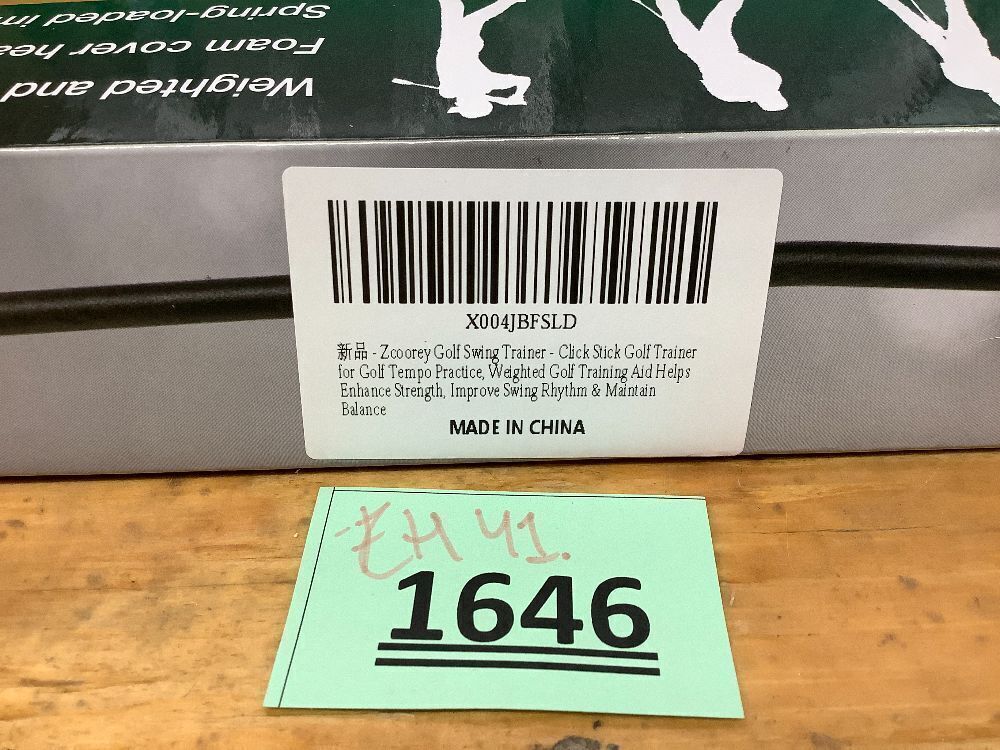 Spring-loaded in
Foam cover hea
Weighted and
X004JBFSLD
新品 - Zcoorey Golf Swing Trainer - Click Stick Golf Trainer
for Golf Tempo Practice, Weighted Golf Training Aid Helps
Enhance Strength, Improve Swing Rhythm & Maintain
Balance
MADE IN CHINA
1646